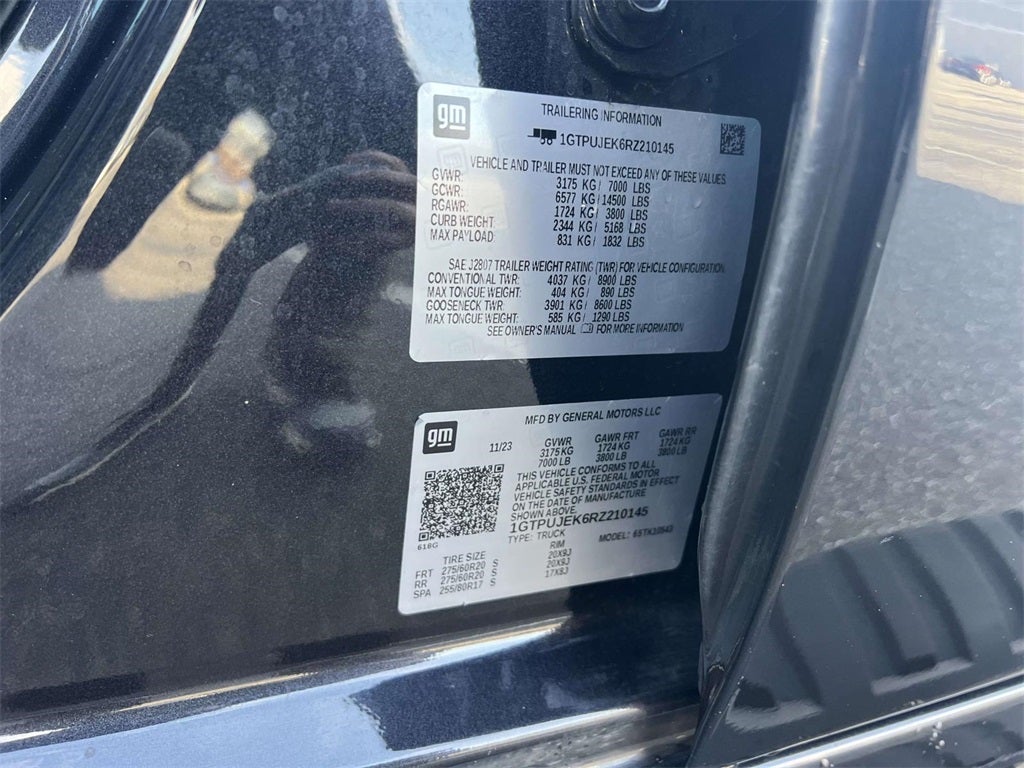 gm
TRAILERING INFORMATION
1GTPUJEK6RZ210145
VEHICLE AND TRAILER MUST NOT EXCEED ANY OF THESE VALUES
GVWR: 3175 KG / 7000 LBS
GCWR: 6577 KG / 14500 LBS
RGAWR: 1724 KG / 3800 LBS
CURB WEIGHT: 2344 KG / 5168 LBS
MAX PAYLOAD: 831 KG / 1832 LBS
SAE J2807 TRAILER WEIGHT RATING (TWR) FOR VEHICLE CONFIGURATION
CONVENTIONAL TWR: 4037 KG / 8900 LBS
MAX TONGUE WEIGHT: 404 KG / 890 LBS
GOOSENECK TWR: 3901 KG / 8600 LBS
MAX TONGUE WEIGHT: 585 KG / 1290 LBS
SEE OWNER'S MANUAL FOR MORE INFORMATION
gm
MFD BY GENERAL MOTORS LLC
11/23 GVWR GAWR FRT GAWR RR
3175 KG 1724 KG 1724 KG
7000 LB 3800 LB 3800 LB
THIS VEHICLE CONFORMS TO ALL
APPLICABLE U.S. FEDERAL MOTOR
VEHICLE SAFETY STANDARDS IN EFFECT
ON THE DATE OF MANUFACTURE
SHOWN ABOVE.
1GTPUJEK6RZ210145
618G TYPE: TRUCK MODEL: 6STK10543
TIRE SIZE RIM
FRT 275/60R20 S 20X9J
RR 275/60R20 S 20X9J
SPA 255/80R17 S 17X8J